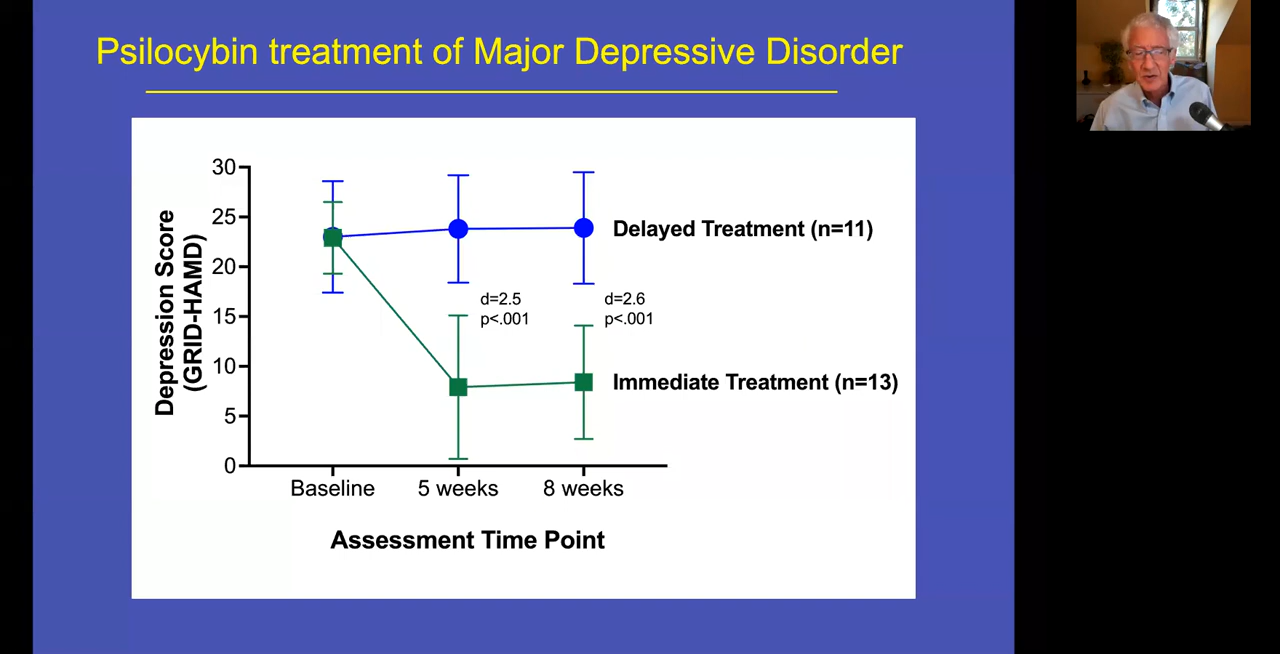 Psilocybin treatment of Major Depressive Disorder
30
25
20
15
10
5
0
Depression Score
(GRID-HAMD)
Delayed Treatment (n=11)
d=2.5
p<.001
d=2.6
p<.001
Immediate Treatment (n=13)
Baseline
5 weeks
8 weeks
Assessment Time Point